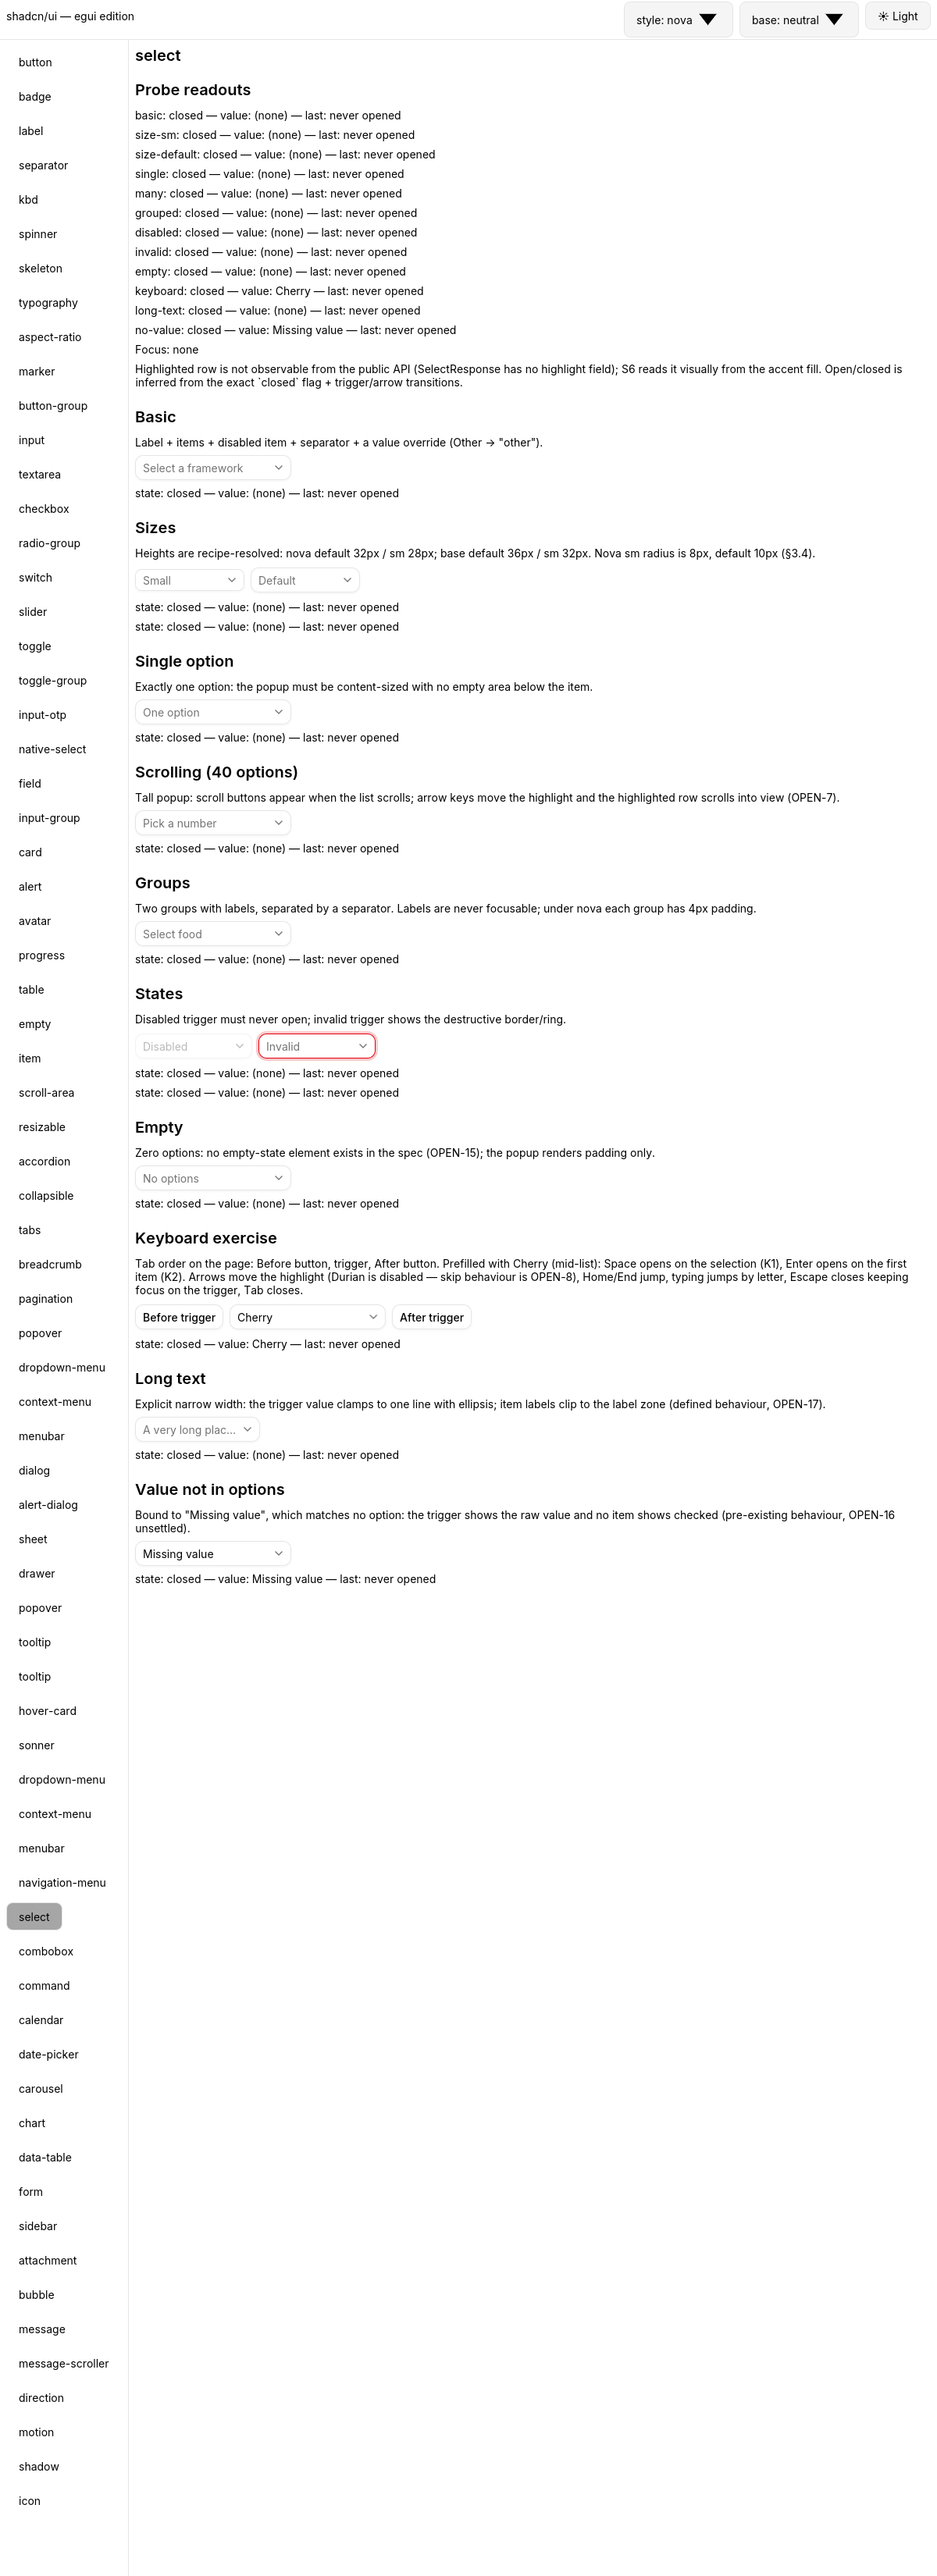 shadcn/ui — egui edition
style: nova
base: neutral
☀ Light
button
badge
label
separator
kbd
spinner
skeleton
typography
aspect-ratio
marker
button-group
input
textarea
checkbox
radio-group
switch
slider
toggle
toggle-group
input-otp
native-select
field
input-group
card
alert
avatar
progress
table
empty
item
scroll-area
resizable
accordion
collapsible
tabs
breadcrumb
pagination
popover
dropdown-menu
context-menu
menubar
dialog
alert-dialog
sheet
drawer
popover
tooltip
tooltip
hover-card
sonner
dropdown-menu
context-menu
menubar
navigation-menu
select
combobox
command
calendar
date-picker
carousel
chart
data-table
form
sidebar
attachment
bubble
message
message-scroller
direction
motion
shadow
icon
select
Probe readouts
basic: closed — value: (none) — last: never opened
size-sm: closed — value: (none) — last: never opened
size-default: closed — value: (none) — last: never opened
single: closed — value: (none) — last: never opened
many: closed — value: (none) — last: never opened
grouped: closed — value: (none) — last: never opened
disabled: closed — value: (none) — last: never opened
invalid: closed — value: (none) — last: never opened
empty: closed — value: (none) — last: never opened
keyboard: closed — value: Cherry — last: never opened
long-text: closed — value: (none) — last: never opened
no-value: closed — value: Missing value — last: never opened
Focus: none
Highlighted row is not observable from the public API (SelectResponse has no highlight field); S6 reads it visually from the accent fill. Open/closed is
inferred from the exact `closed` flag + trigger/arrow transitions.
Basic
Label + items + disabled item + separator + a value override (Other → "other").
Select a framework
state: closed — value: (none) — last: never opened
Sizes
Heights are recipe-resolved: nova default 32px / sm 28px; base default 36px / sm 32px. Nova sm radius is 8px, default 10px (§3.4).
Small
Default
state: closed — value: (none) — last: never opened
state: closed — value: (none) — last: never opened
Single option
Exactly one option: the popup must be content-sized with no empty area below the item.
One option
state: closed — value: (none) — last: never opened
Scrolling (40 options)
Tall popup: scroll buttons appear when the list scrolls; arrow keys move the highlight and the highlighted row scrolls into view (OPEN-7).
Pick a number
state: closed — value: (none) — last: never opened
Groups
Two groups with labels, separated by a separator. Labels are never focusable; under nova each group has 4px padding.
Select food
state: closed — value: (none) — last: never opened
States
Disabled trigger must never open; invalid trigger shows the destructive border/ring.
Disabled
Invalid
state: closed — value: (none) — last: never opened
state: closed — value: (none) — last: never opened
Empty
Zero options: no empty-state element exists in the spec (OPEN-15); the popup renders padding only.
No options
state: closed — value: (none) — last: never opened
Keyboard exercise
Tab order on the page: Before button, trigger, After button. Prefilled with Cherry (mid-list): Space opens on the selection (K1), Enter opens on the first
item (K2). Arrows move the highlight (Durian is disabled — skip behaviour is OPEN-8), Home/End jump, typing jumps by letter, Escape closes keeping
focus on the trigger, Tab closes.
Before trigger
Cherry
After trigger
state: closed — value: Cherry — last: never opened
Long text
Explicit narrow width: the trigger value clamps to one line with ellipsis; item labels clip to the label zone (defined behaviour, OPEN-17).
A very long plac…
state: closed — value: (none) — last: never opened
Value not in options
Bound to "Missing value", which matches no option: the trigger shows the raw value and no item shows checked (pre-existing behaviour, OPEN-16
unsettled).
Missing value
state: closed — value: Missing value — last: never opened